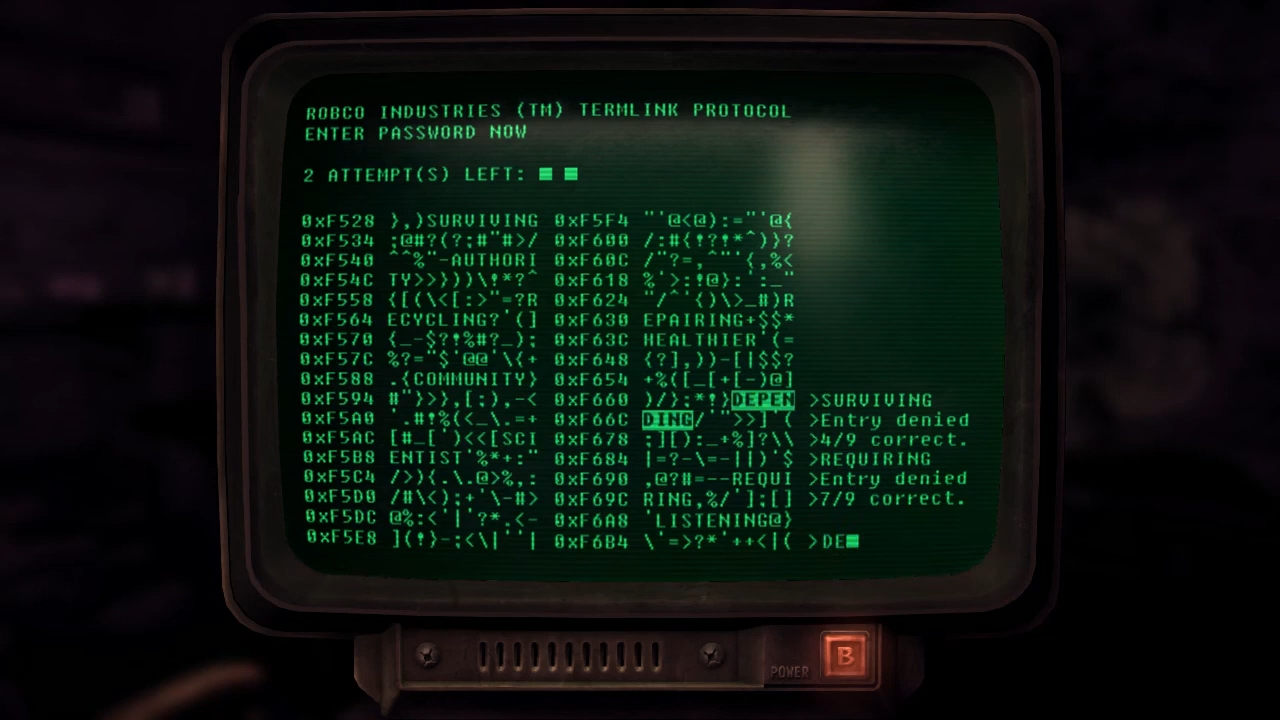 ROBCO INDUSTRIES (TM) TERMLINK PROTOCOL
ENTER PASSWORD NOW
2 ATTEMPT(S) LEFT: ■ ■
0xF528 },)SURVIVING 0xF5F4 "'@<@):="'@{
0xF534 ;@#?(?;#"#>/ 0xF600 /:#{!?!*^)}?
0xF540 ^^%"-AUTHORI 0xF60C /"?=,^"'{,%<
0xF54C TY>>}))\!*?^ 0xF618 %'>:!@}:':_"
0xF558 {[(\<[:>"=?R 0xF624 "/^'{)\>_#)R
0xF564 ECYCLING?'(] 0xF630 EPAIRING+$$*
0xF570 {_-$?!%#?_); 0xF63C HEALTHIER'(=
0xF57C %?="$'@@'\{+ 0xF648 {?],))-[|$$?
0xF588 .{COMMUNITY} 0xF654 +%([_[+[-)@]
0xF594 #"}>},[:),-< 0xF660 )/};*!}DEPEN >SURVIVING
0xF5A0 '.#!%(<_\.=+ 0xF66C DING/'">>]'( >Entry denied
0xF5AC [#_[')<<[SCI 0xF678 ;][):_+%]?\\ >4/9 correct.
0xF5B8 ENTIST'%*+:" 0xF684 |=?-\=-||)'$ >REQUIRING
0xF5C4 />){.\.@>%,: 0xF690 ,@?#=--REQUI >Entry denied
0xF5D0 /#\<);+'\-#> 0xF69C RING,%/'];[] >7/9 correct.
0xF5DC @%:<'|'?*.<- 0xF6A8 'LISTENING@}
0xF5E8 ](!}-;<\|''| 0xF6B4 \'=>?*'++<|( >DE■
POWER
B